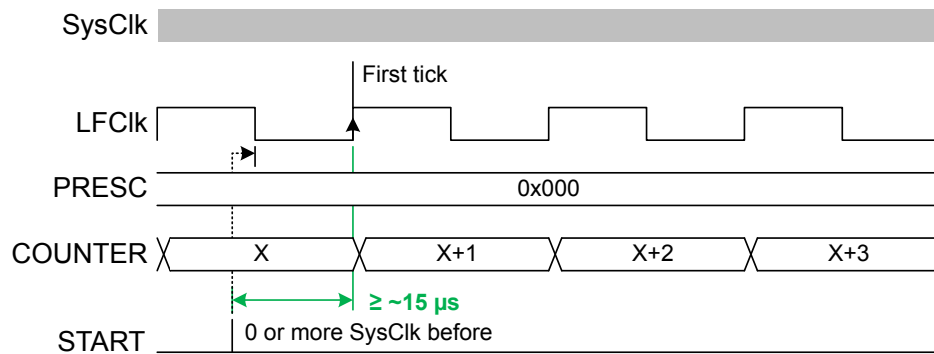 SysClk
First tick
LFClk
PRESC
0x000
COUNTER
X
X+1
X+2
X+3
≥ ~15 µs
0 or more SysClk before
START